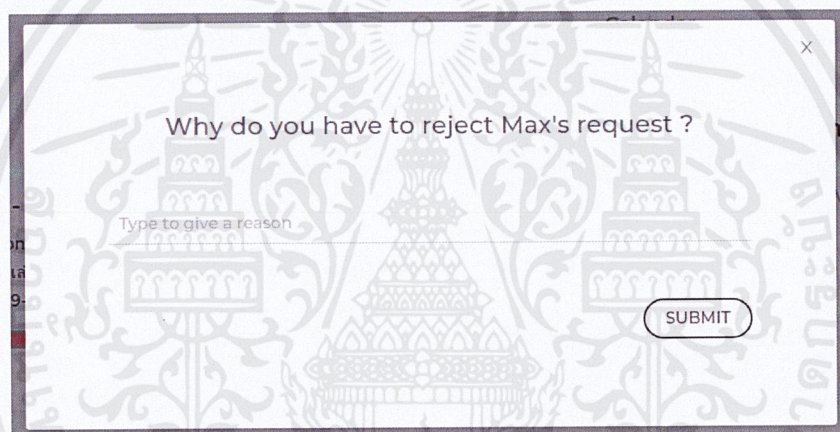 X
Why do you have to reject Max's request ?
Type to give a reason
SUBMIT